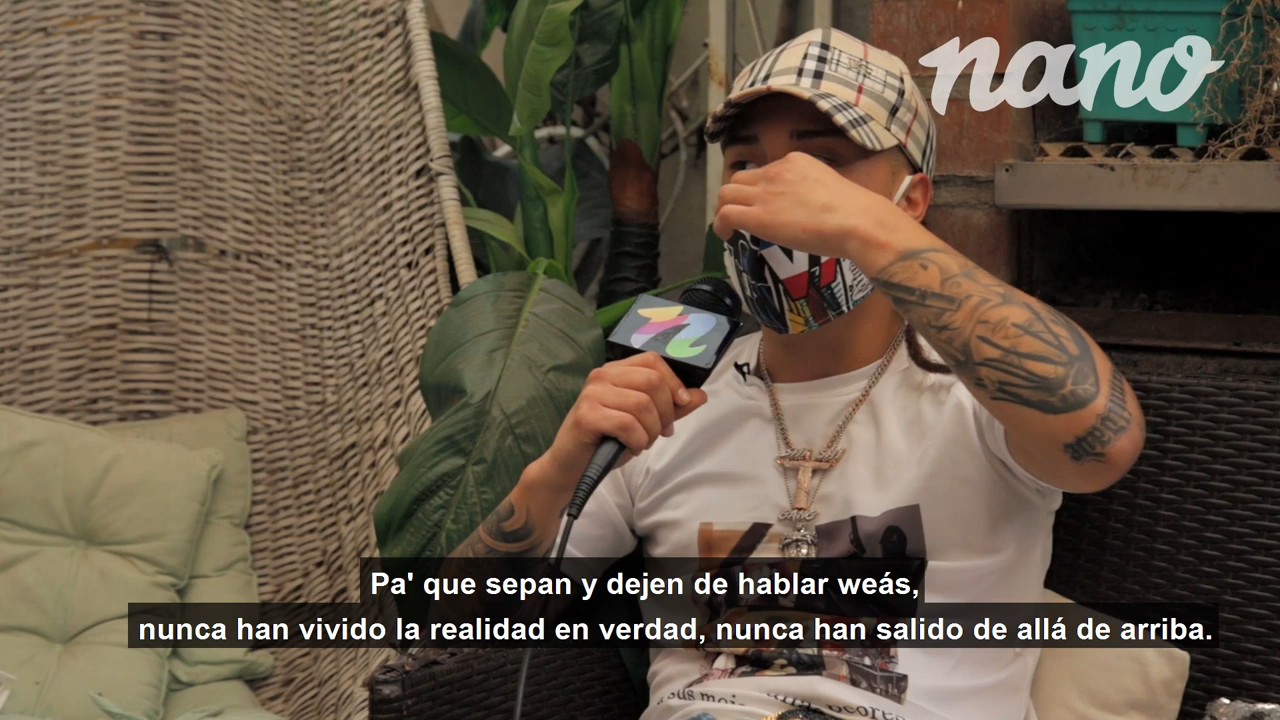 nano
Pa' que sepan y dejen de hablar weás,
nunca han vivido la realidad en verdad, nunca han salido de allá de arriba.